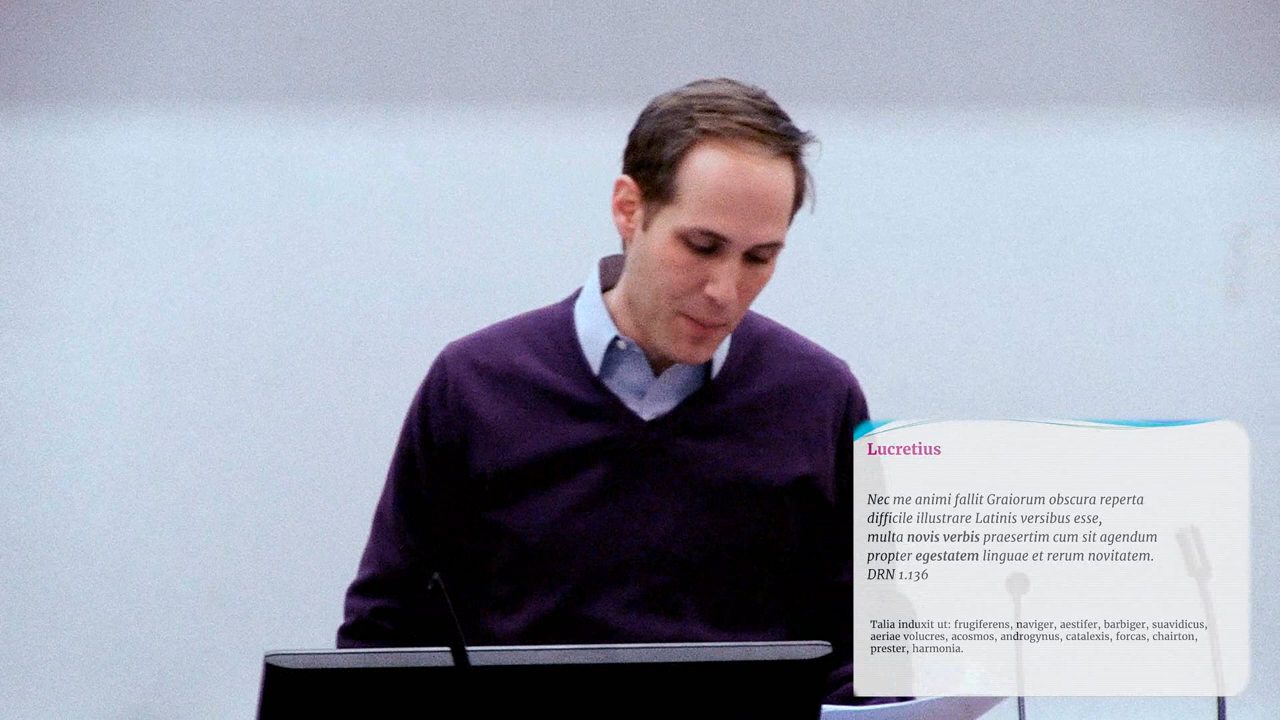 Lucretius
Nec me animi fallit Graiorum obscura reperta
difficile illustrare Latinis versibus esse,
multa novis verbis praesertim cum sit agendum
propter egestatem linguae et rerum novitatem.
DRN 1.136
Talia induxit ut: frugiferens, naviger, aestifer, barbiger, suavidicus,
aeriae volucres, acosmos, androgynus, catalexis, forcas, chairton,
prester, harmonia.